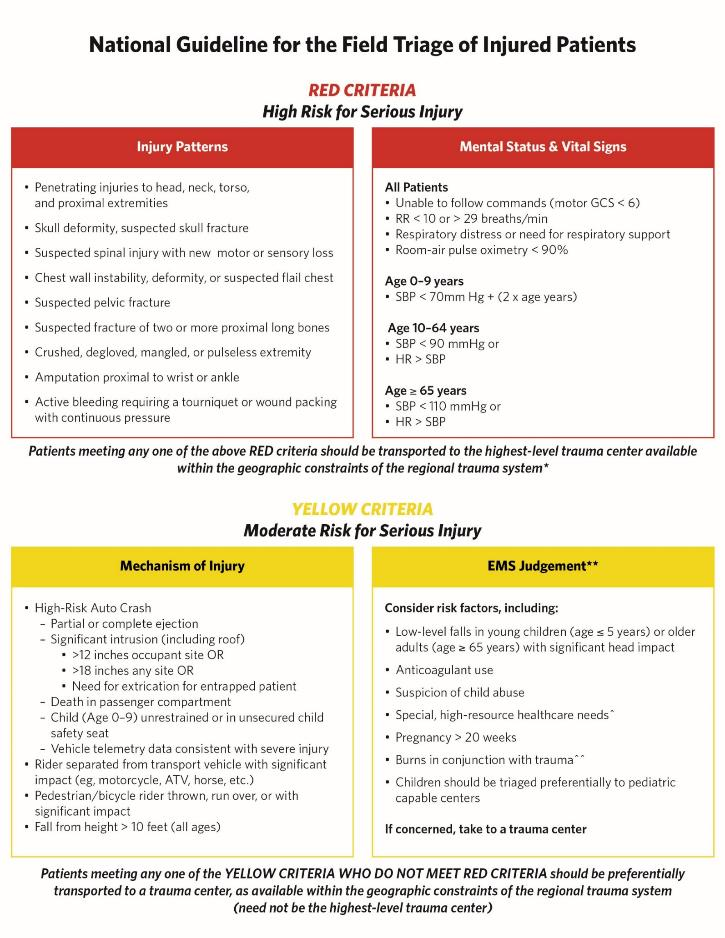 National Guideline for the Field Triage of Injured Patients
RED CRITERIA
High Risk for Serious Injury
Injury Patterns
• Penetrating injuries to head, neck, torso,
and proximal extremities
• Skull deformity, suspected skull fracture
• Suspected spinal injury with new motor or sensory loss
• Chest wall instability, deformity, or suspected flail chest
• Suspected pelvic fracture
• Suspected fracture of two or more proximal long bones
• Crushed, degloved, mangled, or pulseless extremity
• Amputation proximal to wrist or ankle
• Active bleeding requiring a tourniquet or wound packing
with continuous pressure
Mental Status & Vital Signs
All Patients
• Unable to follow commands (motor GCS < 6)
• RR < 10 or > 29 breaths/min
• Respiratory distress or need for respiratory support
• Room-air pulse oximetry < 90%
Age 0–9 years
• SBP < 70mm Hg + (2 x age years)
Age 10–64 years
• SBP < 90 mmHg or
• HR > SBP
Age ≥ 65 years
• SBP < 110 mmHg or
• HR > SBP
Patients meeting any one of the above RED criteria should be transported to the highest-level trauma center available
within the geographic constraints of the regional trauma system*
YELLOW CRITERIA
Moderate Risk for Serious Injury
Mechanism of Injury
• High-Risk Auto Crash
– Partial or complete ejection
– Significant intrusion (including roof)
• >12 inches occupant site OR
• >18 inches any site OR
• Need for extrication for entrapped patient
– Death in passenger compartment
– Child (Age 0–9) unrestrained or in unsecured child
safety seat
– Vehicle telemetry data consistent with severe injury
• Rider separated from transport vehicle with significant
impact (eg, motorcycle, ATV, horse, etc.)
• Pedestrian/bicycle rider thrown, run over, or with
significant impact
• Fall from height > 10 feet (all ages)
EMS Judgement**
Consider risk factors, including:
• Low-level falls in young children (age ≤ 5 years) or older
adults (age ≥ 65 years) with significant head impact
• Anticoagulant use
• Suspicion of child abuse
• Special, high-resource healthcare needs^
• Pregnancy > 20 weeks
• Burns in conjunction with trauma^^
• Children should be triaged preferentially to pediatric
capable centers
If concerned, take to a trauma center
Patients meeting any one of the YELLOW CRITERIA WHO DO NOT MEET RED CRITERIA should be preferentially
transported to a trauma center, as available within the geographic constraints of the regional trauma system
(need not be the highest-level trauma center)